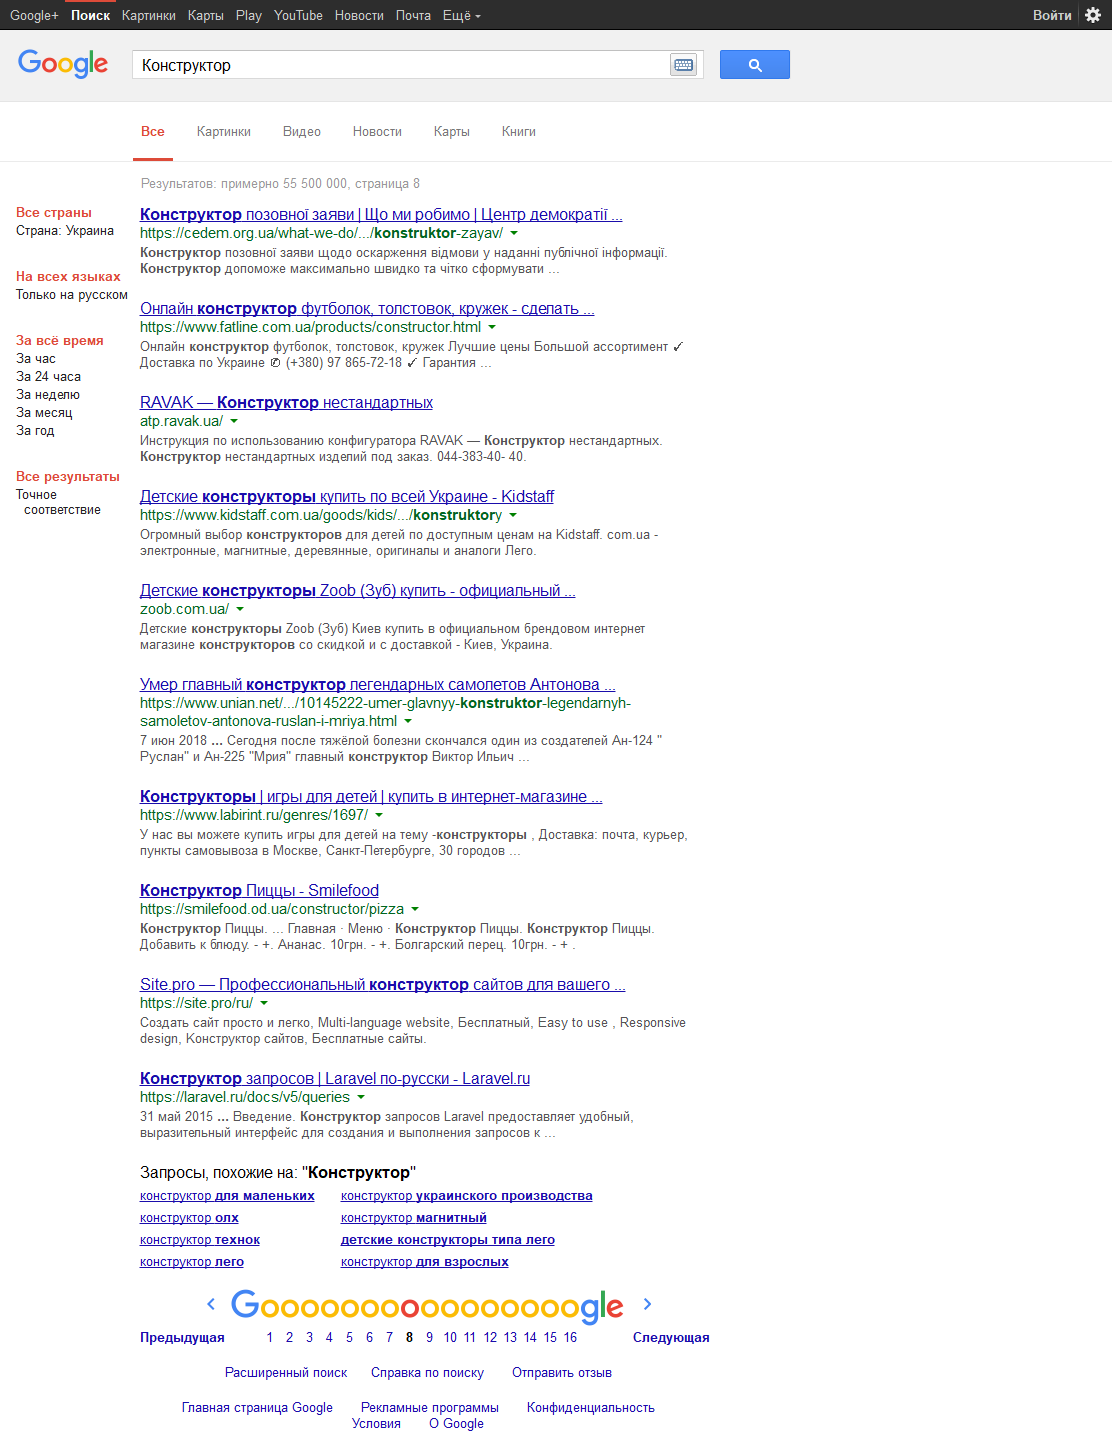 Google+ Поиск Картинки Карты Play YouTube Новости Почта Ещё Войти
Google Конструктор
Все Картинки Видео Новости Карты Книги
Результатов: примерно 55 500 000, страница 8
Все страны
Страна: Украина
На всех языках
Только на русском
За всё время
За час
За 24 часа
За неделю
За месяц
За год
Все результаты
Точное
соответствие
Конструктор позовної заяви | Що ми робимо | Центр демократії ...
https://cedem.org.ua/what-we-do/.../konstruktor-zayav/
Конструктор позовної заяви щодо оскарження відмови у наданні публічної інформації.
Конструктор допоможе максимально швидко та чітко сформувати ...
Онлайн конструктор футболок, толстовок, кружек - сделать ...
https://www.fatline.com.ua/products/constructor.html
Онлайн конструктор футболок, толстовок, кружек Лучшие цены Большой ассортимент ✓
Доставка по Украине ✆ (+380) 97 865-72-18 ✓ Гарантия ...
RAVAK — Конструктор нестандартных
atp.ravak.ua/
Инструкция по использованию конфигуратора RAVAK — Конструктор нестандартных.
Конструктор нестандартных изделий под заказ. 044-383-40- 40.
Детские конструкторы купить по всей Украине - Kidstaff
https://www.kidstaff.com.ua/goods/kids/.../konstruktory
Огромный выбор конструкторов для детей по доступным ценам на Kidstaff. com.ua -
электронные, магнитные, деревянные, оригиналы и аналоги Лего.
Детские конструкторы Zoob (Зуб) купить - официальный ...
zoob.com.ua/
Детские конструкторы Zoob (Зуб) Киев купить в официальном брендовом интернет
магазине конструкторов со скидкой и с доставкой - Киев, Украина.
Умер главный конструктор легендарных самолетов Антонова ...
https://www.unian.net/.../10145222-umer-glavnyy-konstruktor-legendarnyh-
samoletov-antonova-ruslan-i-mriya.html
7 июн 2018 ... Сегодня после тяжёлой болезни скончался один из создателей Ан-124 "
Руслан" и Ан-225 "Мрия" главный конструктор Виктор Ильич ...
Конструкторы | игры для детей | купить в интернет-магазине ...
https://www.labirint.ru/genres/1697/
У нас вы можете купить игры для детей на тему -конструкторы , Доставка: почта, курьер,
пункты самовывоза в Москве, Санкт-Петербурге, 30 городов ...
Конструктор Пиццы - Smilefood
https://smilefood.od.ua/constructor/pizza
Конструктор Пиццы. ... Главная · Меню · Конструктор Пиццы. Конструктор Пиццы.
Добавить к блюду. - +. Ананас. 10грн. - +. Болгарский перец. 10грн. - + .
Site.pro — Профессиональный конструктор сайтов для вашего ...
https://site.pro/ru/
Создать сайт просто и легко, Multi-language website, Бесплатный, Easy to use , Responsive
design, Конструктор сайтов, Бесплатные сайты.
Конструктор запросов | Laravel по-русски - Laravel.ru
https://laravel.ru/docs/v5/queries
31 май 2015 ... Введение. Конструктор запросов Laravel предоставляет удобный,
выразительный интерфейс для создания и выполнения запросов к ...
Запросы, похожие на: "Конструктор"
конструктор для маленьких конструктор украинского производства
конструктор олх конструктор магнитный
конструктор технок детские конструкторы типа лего
конструктор лего конструктор для взрослых
Goooooooooooooooogle
Предыдущая 1 2 3 4 5 6 7 8 9 10 11 12 13 14 15 16 Следующая
Расширенный поиск Справка по поиску Отправить отзыв
Главная страница Google Рекламные программы Конфиденциальность
Условия О Google